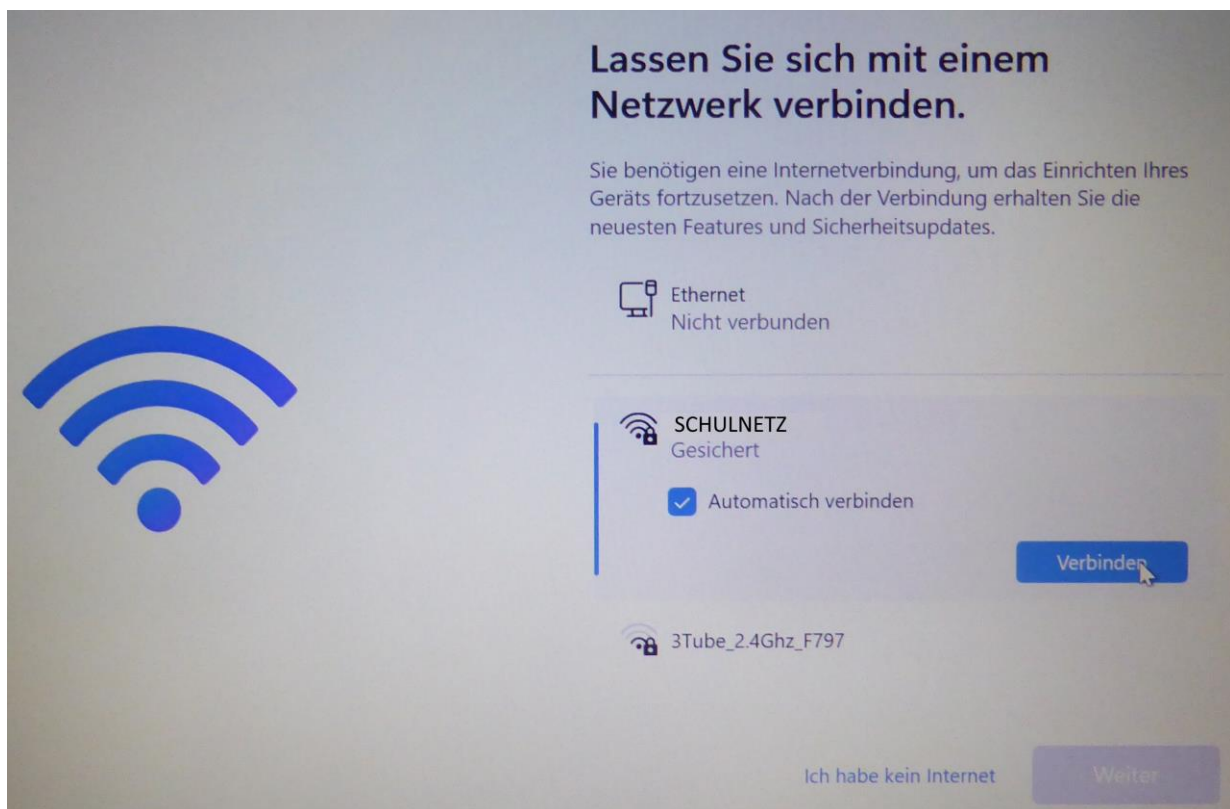 Lassen Sie sich mit einem
Netzwerk verbinden.
Sie benötigen eine Internetverbindung, um das Einrichten Ihres
Geräts fortzusetzen. Nach der Verbindung erhalten Sie die
neuesten Features und Sicherheitsupdates.
Ethernet
Nicht verbunden
SCHULNETZ
Gesichert
Automatisch verbinden
Verbinden
3Tube_2.4Ghz_F797
Ich habe kein Internet
Weiter